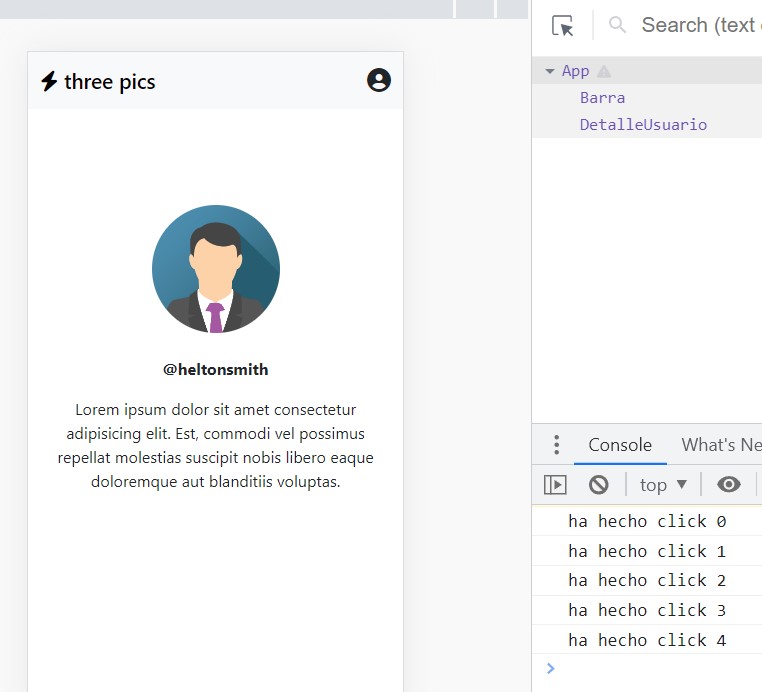 three pics
@heltonsmith
Lorem ipsum dolor sit amet consectetur
adipisicing elit. Est, commodi vel possimus
repellat molestias suscipit nobis libero eaque
doloremque aut blanditiis voluptas.
Search (text
App
Barra
DetalleUsuario
Console What's Ne
top
ha hecho click 0
ha hecho click 1
ha hecho click 2
ha hecho click 3
ha hecho click 4